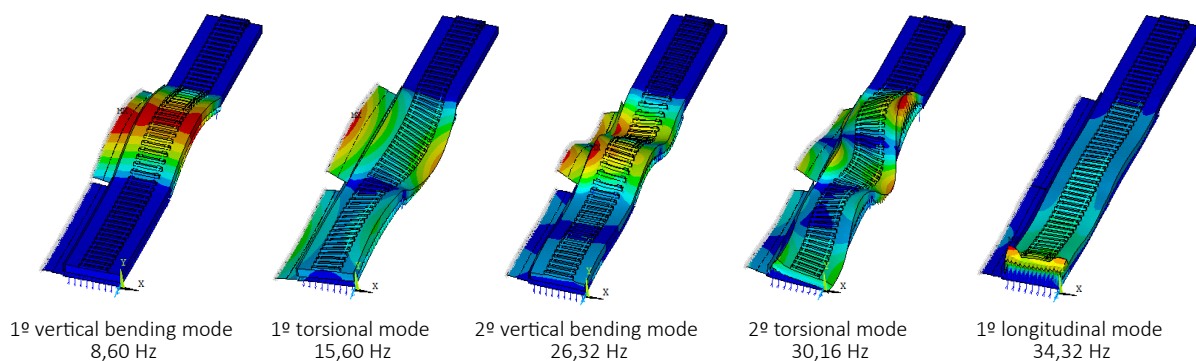 MX
Y
X
X
Y
X
X
1º vertical bending mode
8,60 Hz
1º torsional mode
15,60 Hz
2º vertical bending mode
26,32 Hz
2º torsional mode
30,16 Hz
1º longitudinal mode
34,32 Hz